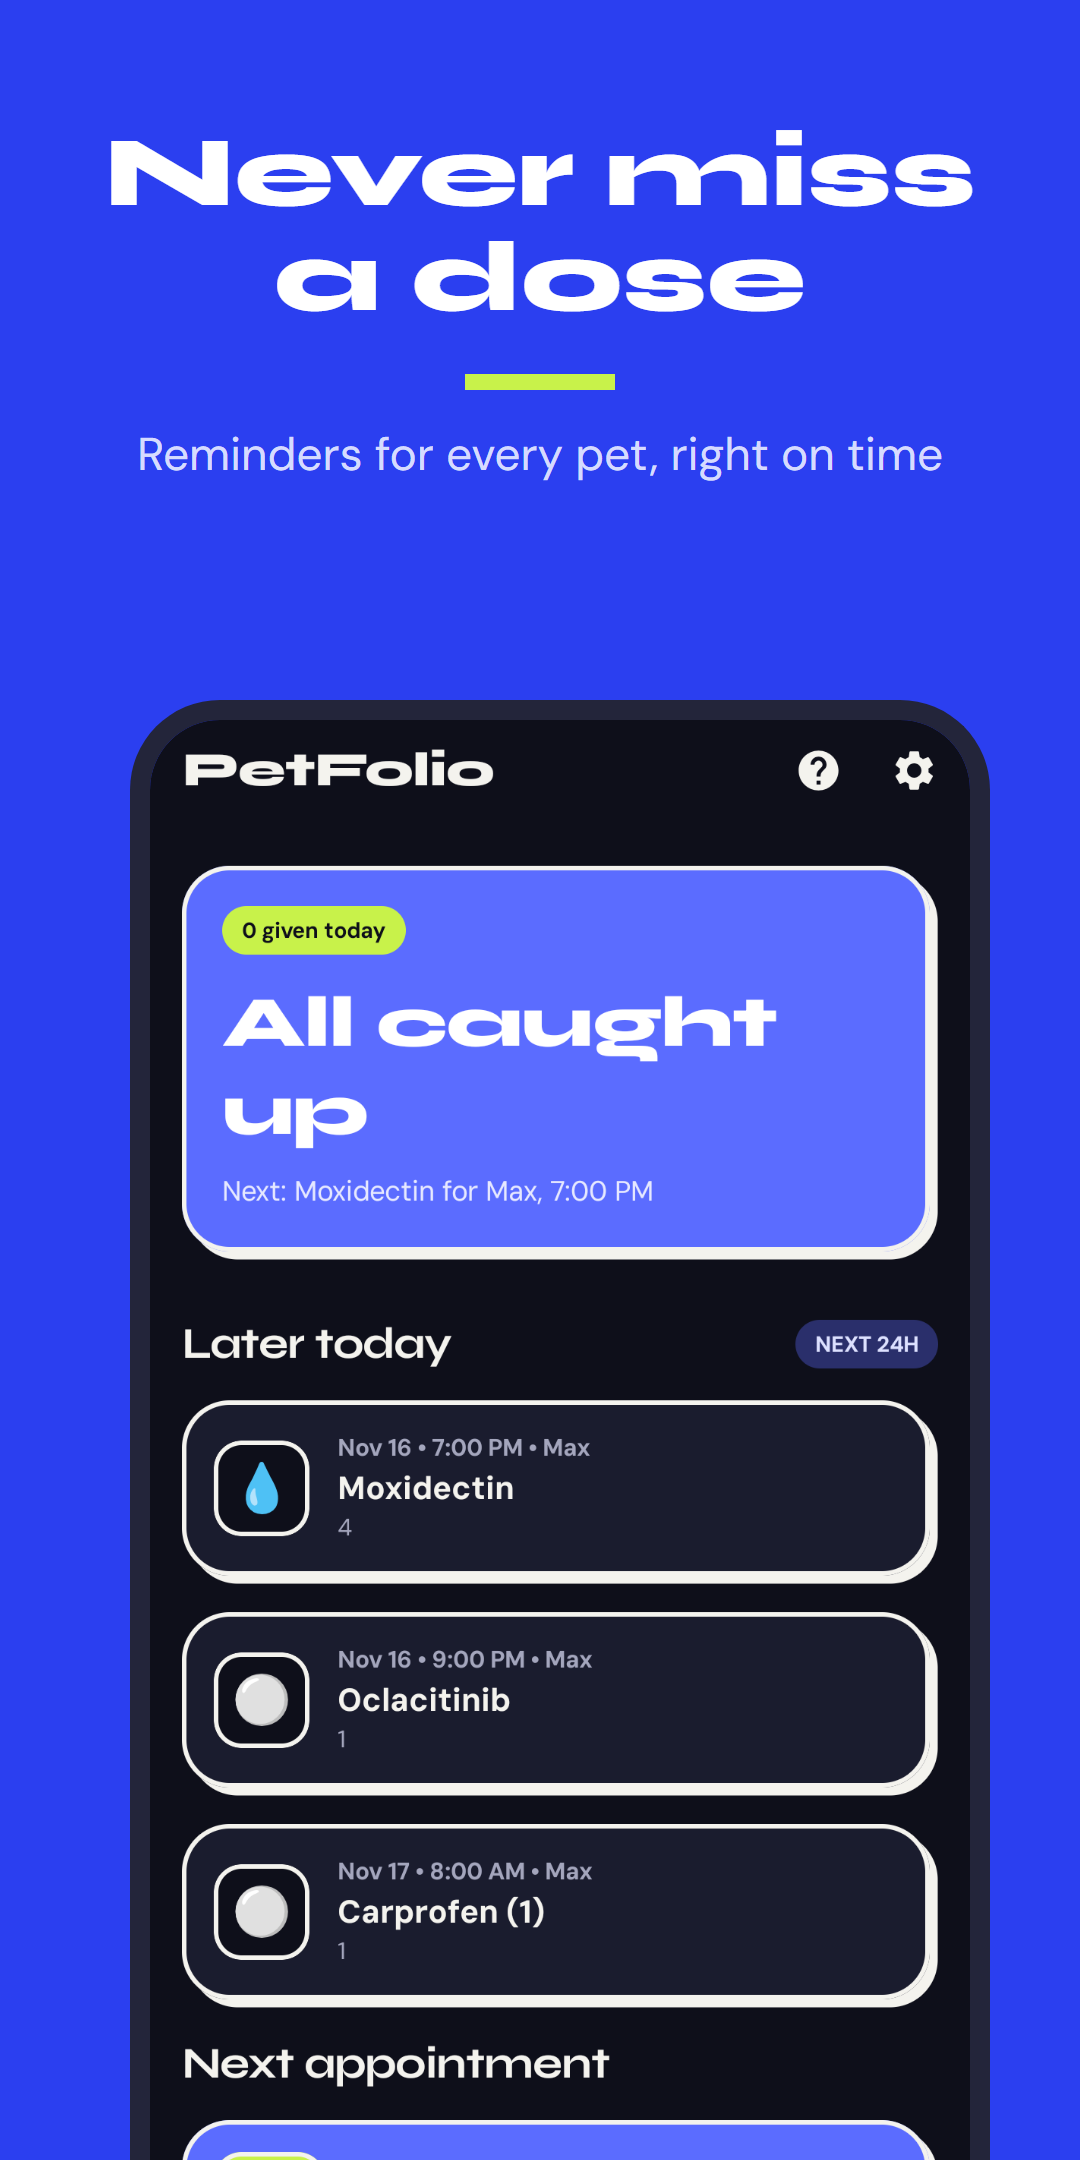 Never miss
a dose
Reminders for every pet, right on time
PetFolio
0 given today
All caught
up
Next: Moxidectin for Max, 7:00 PM
Later today
NEXT 24H
Nov 16 • 7:00 PM • Max
Moxidectin
4
Nov 16 • 9:00 PM • Max
Oclacitinib
1
Nov 17 • 8:00 AM • Max
Carprofen (1)
1
Next appointment